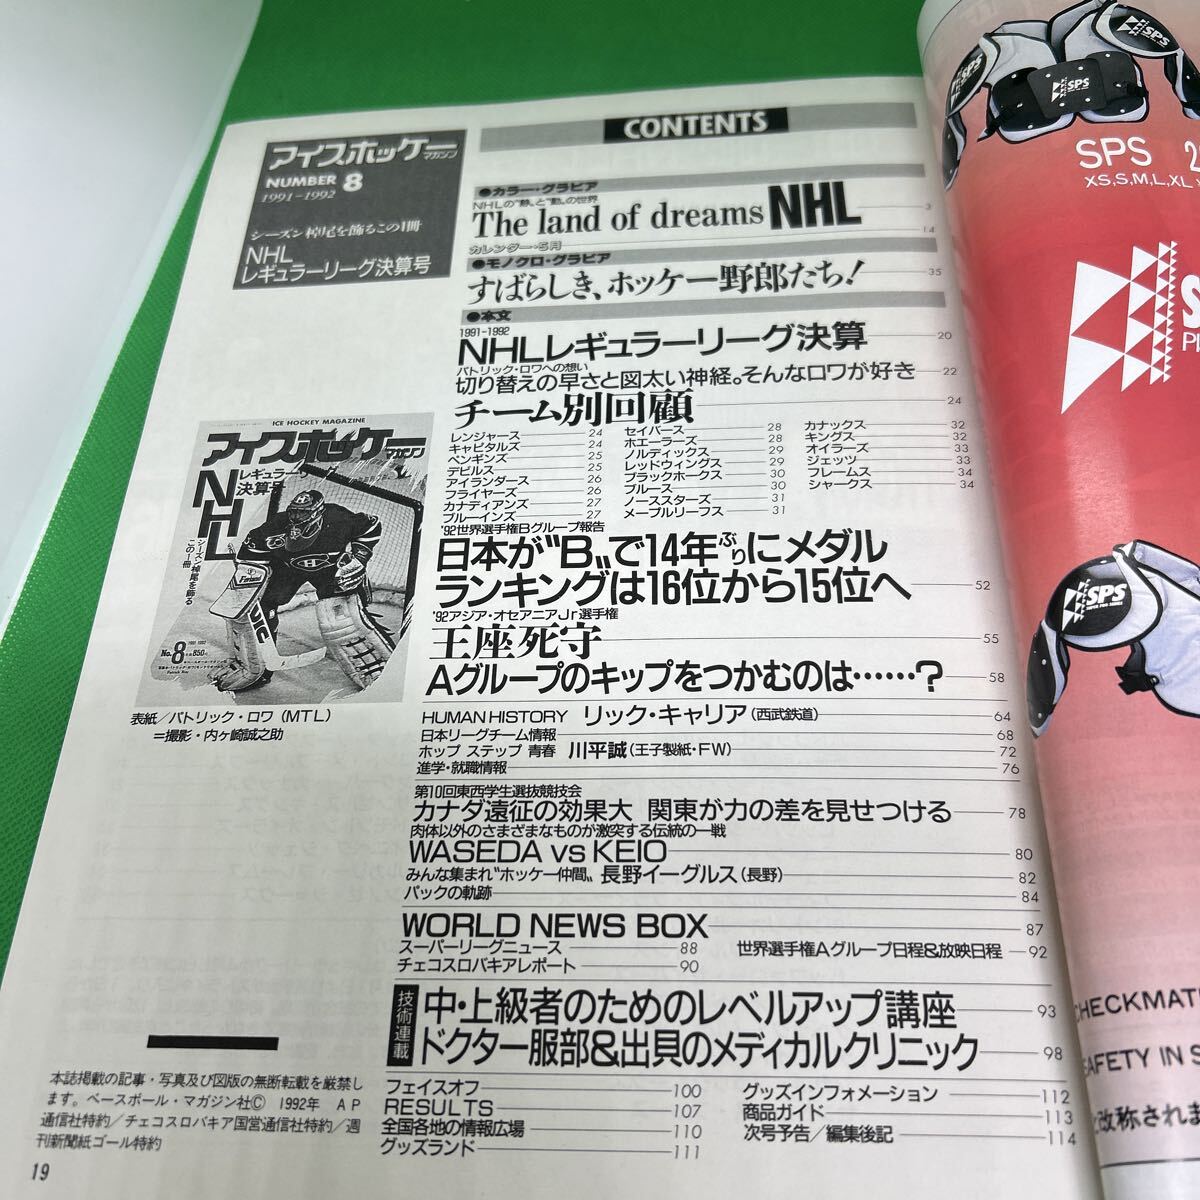 CONTENTS
アイスホッケーマガジン
NUMBER 8
1991-1992
シーズン棹尾を飾るこの1冊
NHL
レギュラーリーグ決算号
●カラー・グラビア
NHLの“静”と“動”の世界
The land of dreams NHL 3
カレンダー・5月 14
●モノクロ・グラビア
すばらしき、ホッケー野郎たち! 35
●本文
1991-1992
NHLレギュラーリーグ決算 20
パトリック・ロワへの想い
切り替えの早さと図太い神経。そんなロワが好き 22
チーム別回顧 24
レンジャース 24
キャピタルズ 24
ペンギンズ 25
デビルス 25
アイランダース 26
フライヤーズ 26
カナディアンズ 27
ブルーインズ 27
セイバース 28
ホエーラーズ 28
ノルディックス 29
レッドウィングス 29
ブラックホークス 30
ブルース 30
ノーススターズ 31
メープルリーフス 31
カナックス 32
キングス 32
オイラーズ 33
ジェッツ 33
フレームス 34
シャークス 34
'92世界選手権Bグループ報告
日本が“B”で14年ぶりにメダル
ランキングは16位から15位へ 52
'92アジア・オセアニアJr選手権
王座死守 55
Aグループのキップをつかむのは……? 58
HUMAN HISTORY リック・キャリア(西武鉄道) 64
日本リーグチーム情報 68
ホップ ステップ 青春 川平誠(王子製紙・FW) 72
進学・就職情報 76
第10回東西学生選抜競技会
カナダ遠征の効果大 関東が力の差を見せつける 78
肉体以外のさまざまなものが激突する伝統の一戦
WASEDA vs KEIO 80
みんな集まれ“ホッケー仲間” 長野イーグルス(長野) 82
パックの軌跡 84
WORLD NEWS BOX 87
スーパーリーグニュース 88
世界選手権Aグループ日程&放映日程 92
チェコスロバキアレポート 90
技術連載
中・上級者のためのレベルアップ講座 93
ドクター服部&出貝のメディカルクリニック 98
フェイスオフ 100
RESULTS 107
全国各地の情報広場 110
グッズランド 111
グッズインフォメーション 112
商品ガイド 113
次号予告/編集後記 114
ICE HOCKEY MAGAZINE
アイスホッケーマガジン
NHL
レギュラーリーグ
決算号
シーズン棹尾を飾る
この1冊
No.8
1991-1992
850円
表紙/パトリック・ロワ(MTL)
=撮影・内ヶ崎誠之助
本誌掲載の記事・写真及び図版の無断転載を厳禁し
ます。ベースボール・マガジン社© 1992年 AP
通信社特約/チェコスロバキア国営通信社特約/週
刊新聞紙ゴール特約
19
SPS
SPS
SPS
XS,S,M,L,XL
SPS
CHECKMAT
SAFETY IN S
改称されま